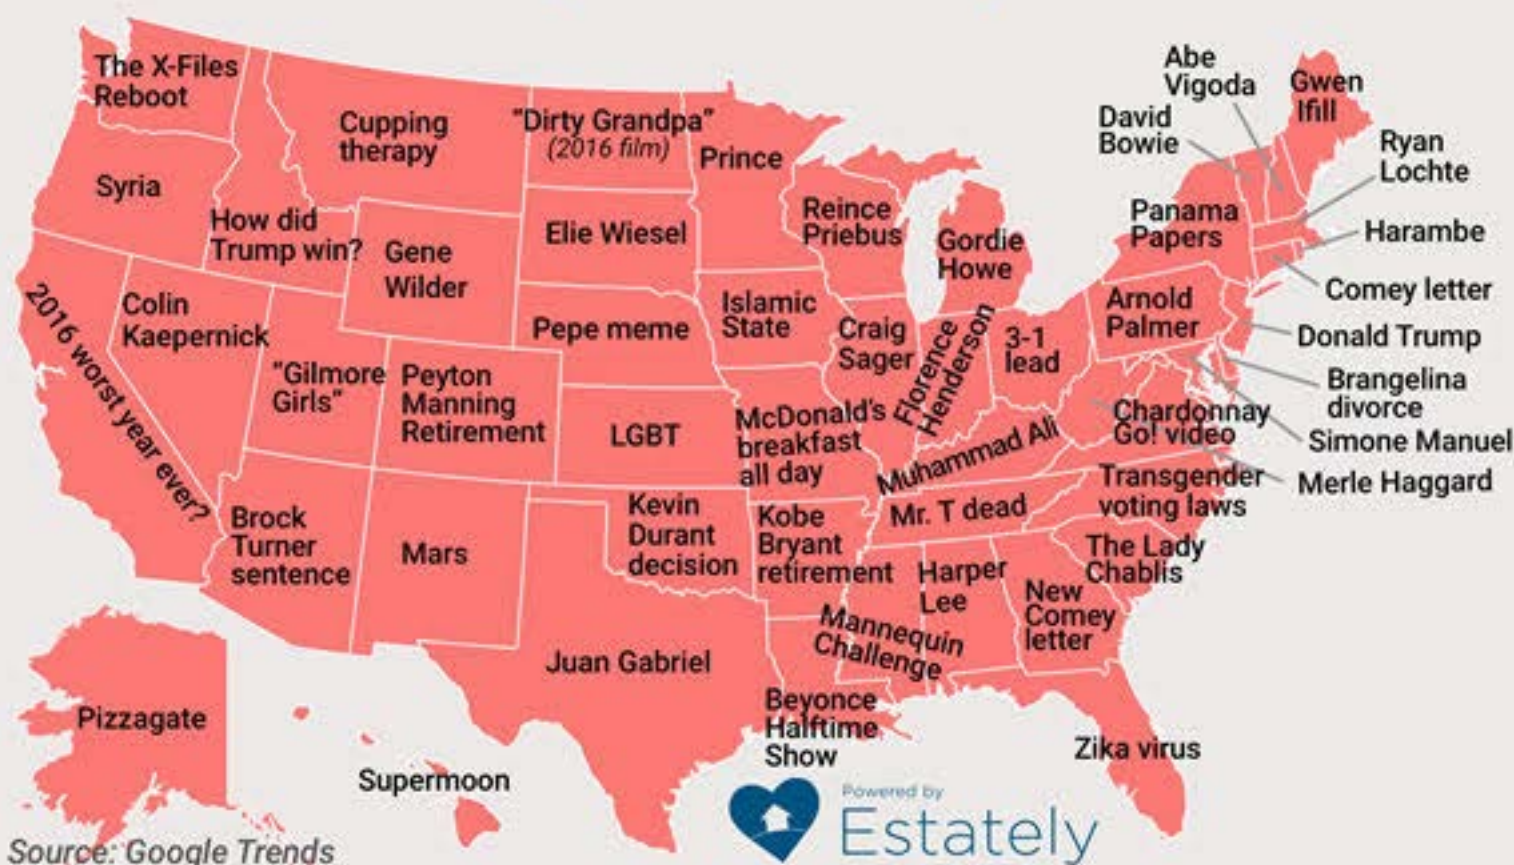 The X-Files
Reboot
Cupping
therapy
"Dirty Grandpa"
(2016 film)
Prince
Abe
Vigoda
Gwen
Ifill
David
Bowie
Ryan
Lochte
Syria
How did
Trump win?
Gene
Wilder
Elie Wiesel
Reince
Priebus
Gordie
Howe
Panama
Papers
Harambe
Comey letter
2016 worst year ever?
Colin
Kaepernick
"Gilmore
Girls"
Peyton
Manning
Retirement
Pepe meme
Islamic
State
Craig
Sager
Florence
Henderson
3-1
lead
Arnold
Palmer
Donald Trump
Brangelina
divorce
LGBT
McDonald's
breakfast
all day
Muhammad Ali
Chardonnay
Go! video
Simone Manuel
Merle Haggard
Brock
Turner
sentence
Mars
Kevin
Durant
decision
Kobe
Bryant
retirement
Mr. T dead
Transgender
voting laws
The Lady
Chablis
Harper
Lee
New
Comey
letter
Mannequin
Challenge
Juan Gabriel
Beyonce
Halftime
Show
Zika virus
Pizzagate
Supermoon
Powered by
Estately
Source: Google Trends